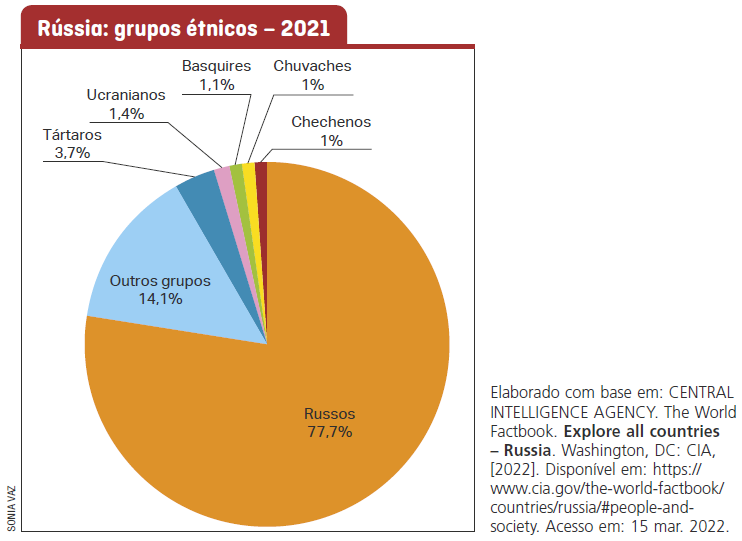 Rússia: grupos étnicos – 2021
Basquires
1,1%
Chuvaches
1%
Ucranianos
1,4%
Chechenos
1%
Tártaros
3,7%
Outros grupos
14,1%
Russos
77,7%
SONIA VAZ
Elaborado com base em: CENTRAL
INTELLIGENCE AGENCY. The World
Factbook. Explore all countries
– Russia. Washington, DC: CIA,
[2022]. Disponível em: https://
www.cia.gov/the-world-factbook/
countries/russia/#people-and-
society. Acesso em: 15 mar. 2022.